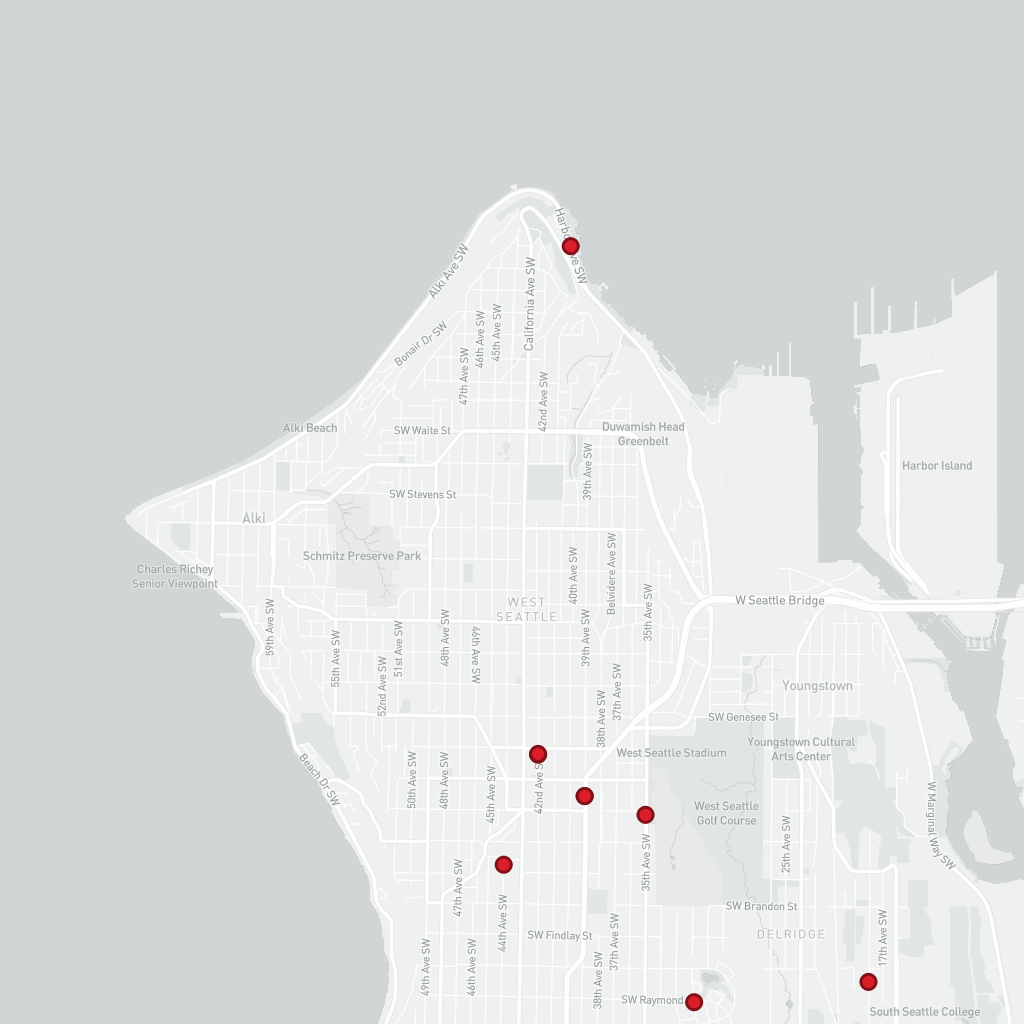 Harbor Ave SW
Alki Ave SW
California Ave SW
Bonair Dr SW
47th Ave SW
46th Ave SW
45th Ave SW
42nd Ave SW
Alki Beach
SW Waite St
Duwamish Head
Greenbelt
39th Ave SW
Harbor Island
SW Stevens St
Alki
Schmitz Preserve Park
Charles Richey
Senior Viewpoint
40th Ave SW
Belvidere Ave SW
WEST
SEATTLE
W Seattle Bridge
59th Ave SW
55th Ave SW
52nd Ave SW
51st Ave SW
48th Ave SW
46th Ave SW
39th Ave SW
35th Ave SW
38th Ave SW
37th Ave SW
Youngstown
SW Genesee St
West Seattle Stadium
Youngstown Cultural
Arts Center
Beach Dr SW
50th Ave SW
48th Ave SW
45th Ave SW
42nd Ave S
West Seattle
Golf Course
W Marginal Way SW
25th Ave SW
35th Ave SW
47th Ave SW
44th Ave SW
SW Brandon St
DELRIDGE
SW Findlay St
49th Ave SW
46th Ave SW
38th Ave SW
37th Ave SW
17th Ave SW
SW Raymond
South Seattle College